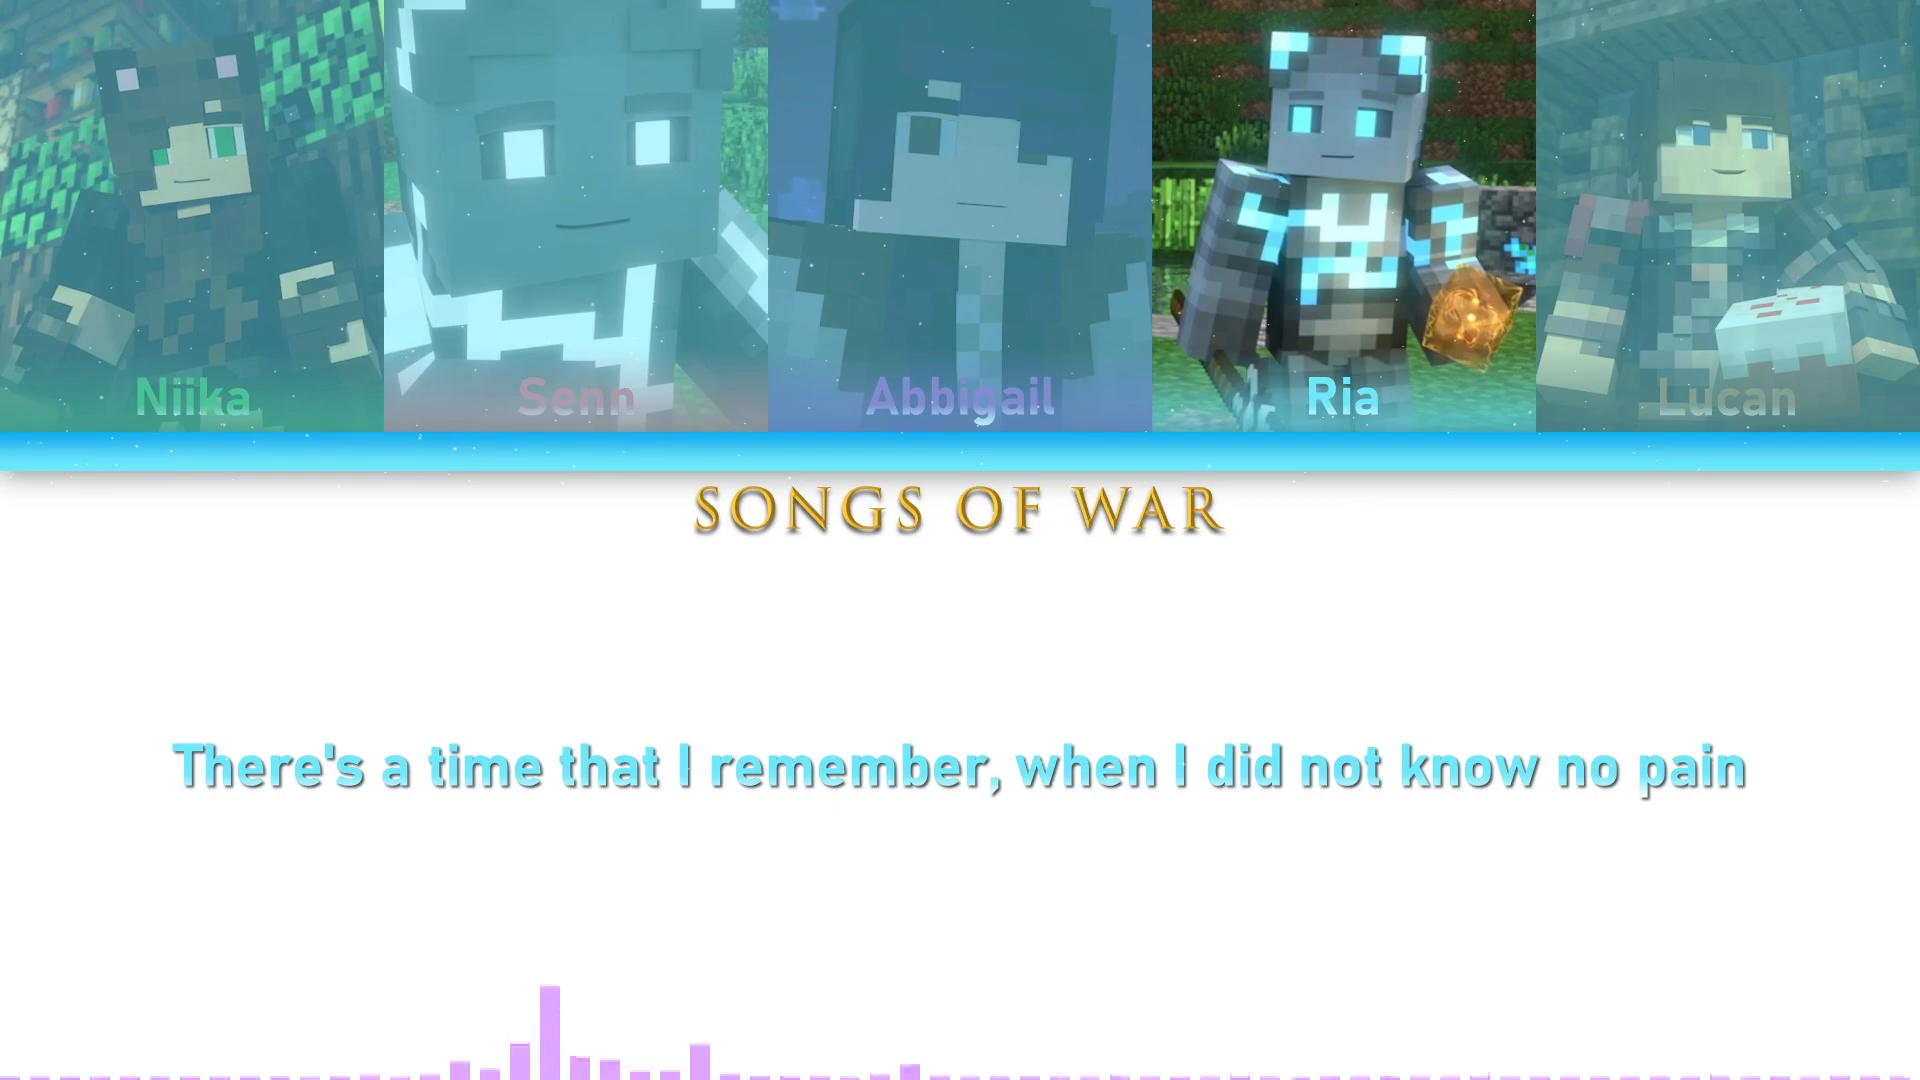 Niika
Senn
Abbigail
Ria
Lucan
SONGS OF WAR
There's a time that I remember, when I did not know no pain